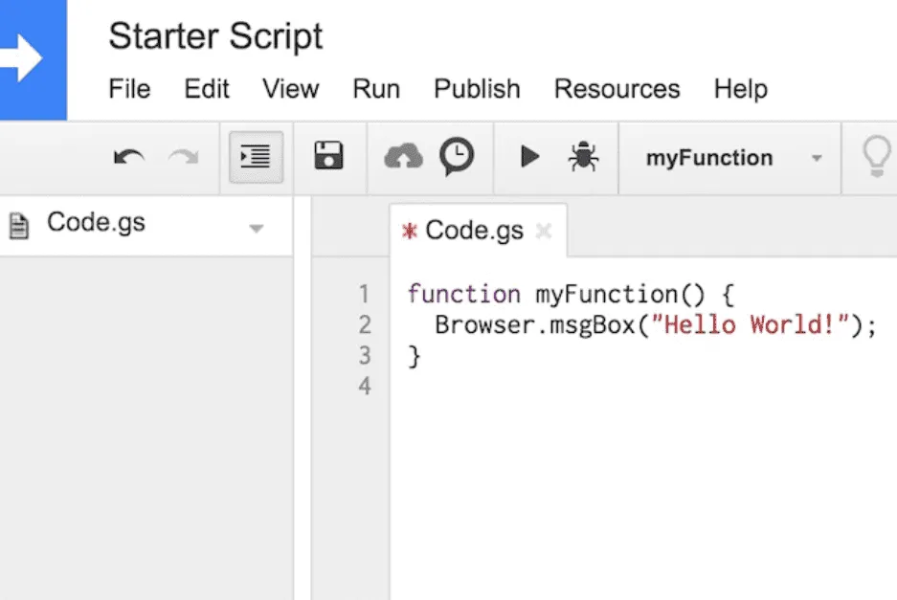 Starter Script
File Edit View Run Publish Resources Help
myFunction
Code.gs
* Code.gs ×
1 function myFunction() {
2 Browser.msgBox("Hello World!");
3 }
4